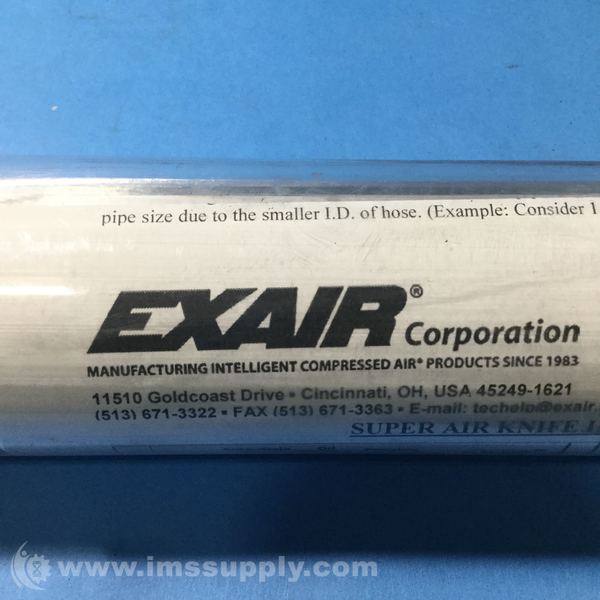 pipe size due to the smaller I.D. of hose. (Example: Consider 1
EXAIR® Corporation
MANUFACTURING INTELLIGENT COMPRESSED AIR® PRODUCTS SINCE 1983
11510 Goldcoast Drive ▪ Cincinnati, OH, USA 45249-1621
(513) 671-3322 ▪ FAX (513) 671-3363 ▪ E-mail: techelp@exair.
SUPER AIR KNIFE
www.imssupply.com